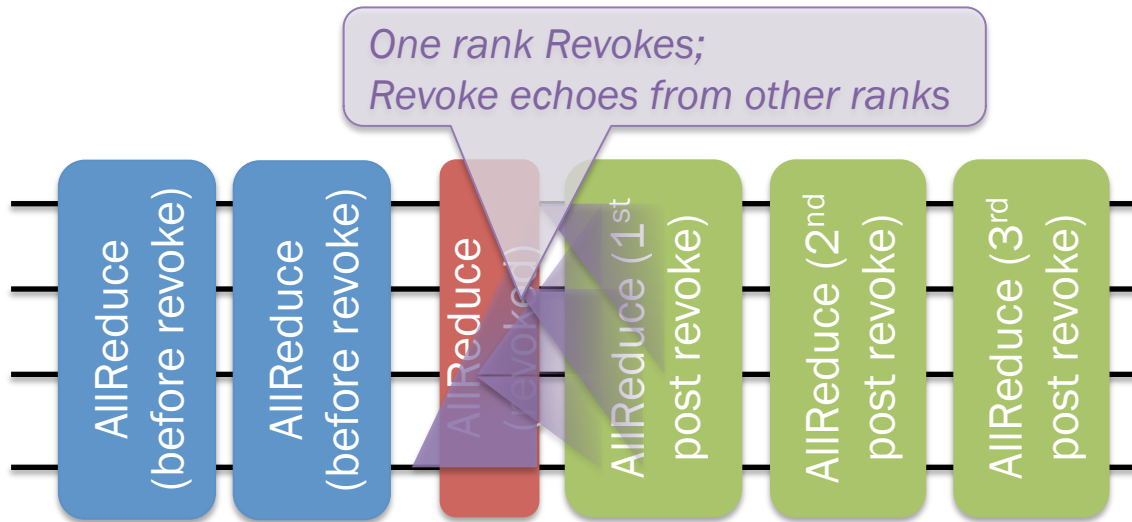 One rank Revokes;
Revoke echoes from other ranks
AllReduce
(before revoke)
AllReduce
(before revoke)
AllReduce
(revoked)
AllReduce (1st
post revoke)
AllReduce (2nd
post revoke)
AllReduce (3rd
post revoke)